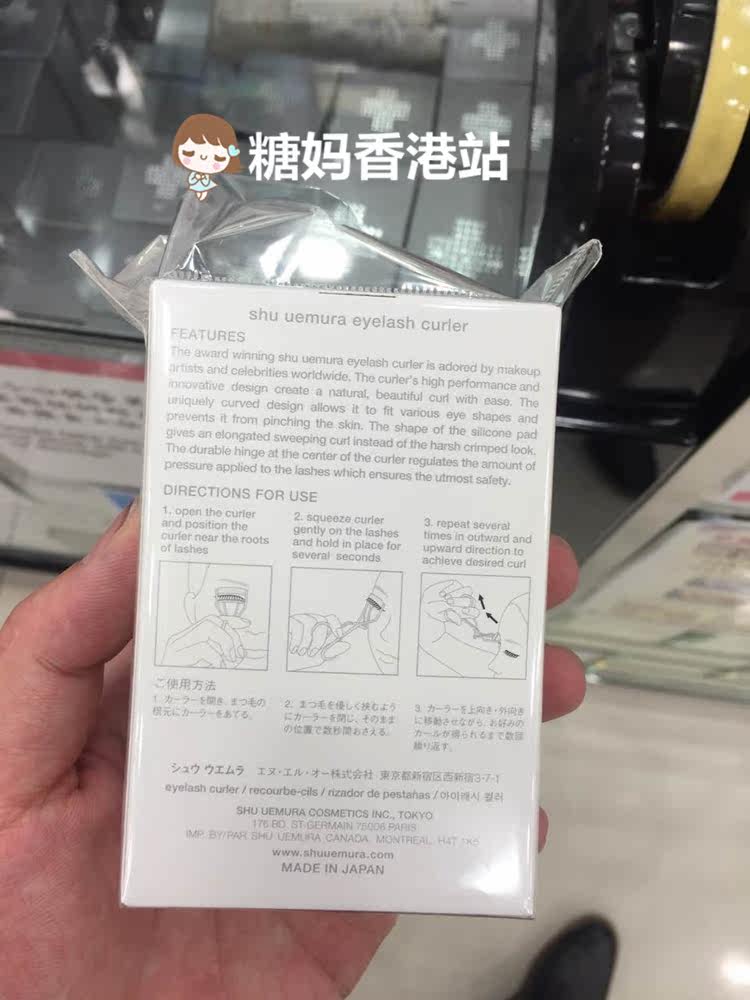 糖妈香港站
shu uemura eyelash curler
FEATURES
The award winning shu uemura eyelash curler is adored by makeup
artists and celebrities worldwide. The curler's high performance and
innovative design create a natural, beautiful curl with ease. The
uniquely curved design allows it to fit various eye shapes and
prevents it from pinching the skin. The shape of the silicone pad
gives an elongated sweeping curl instead of the harsh crimped look.
The durable hinge at the center of the curler regulates the amount of
pressure applied to the lashes which ensures the utmost safety.
DIRECTIONS FOR USE
1. open the curler
and position the
curler near the roots
of lashes
2. squeeze curler
gently on the lashes
and hold in place for
several seconds
3. repeat several
times in outward and
upward direction to
achieve desired curl
ご使用方法
1. カーラーを開き、まつ毛の
根元にカーラーをあてる。
2. まつ毛を優しく挟むよう
にカーラーを閉じ、そのまま
の位置で数秒間おさえる。
3. カーラーを上向き・外向き
に移動させながら、お好みの
カールが得られるまで数回
繰り返す。
シュウ ウエムラ エヌ・エル・オー株式会社 東京都新宿区西新宿3-7-1
eyelash curler / recourbe-cils / rizador de pestañas / 아이래시 컬러
SHU UEMURA COSMETICS INC., TOKYO
176 BD. ST-GERMAIN 75006 PARIS
IMP. BY/PAR SHU UEMURA CANADA, MONTREAL, H4T 1K5
www.shuuemura.com
MADE IN JAPAN